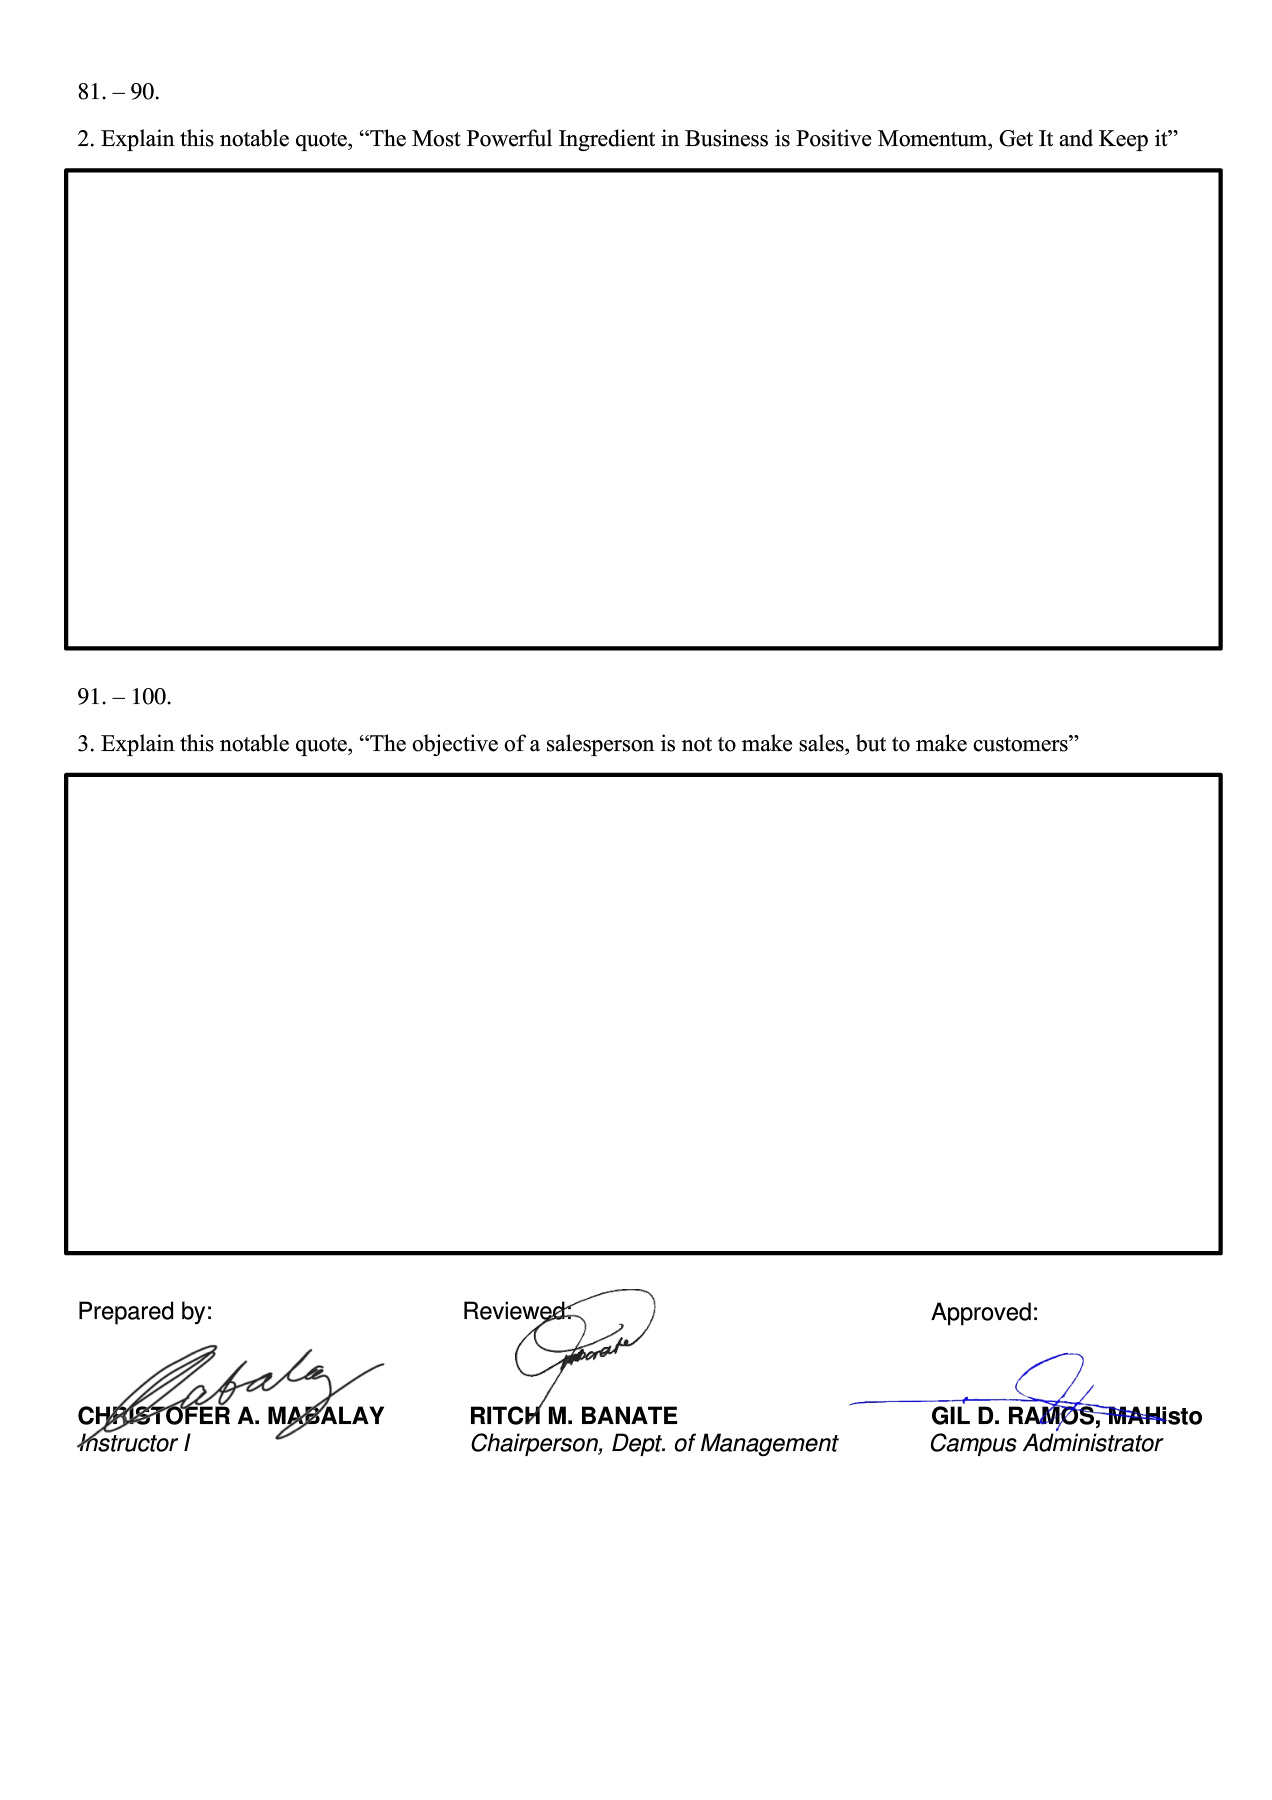 81. – 90.
2. Explain this notable quote, “The Most Powerful Ingredient in Business is Positive Momentum, Get It and Keep it”
91. – 100.
3. Explain this notable quote, “The objective of a salesperson is not to make sales, but to make customers”
Prepared by: Reviewed: Approved:
CHRISTOFER A. MABALAY RITCH M. BANATE GIL D. RAMOS, MAHisto
Instructor I Chairperson, Dept. of Management Campus Administrator